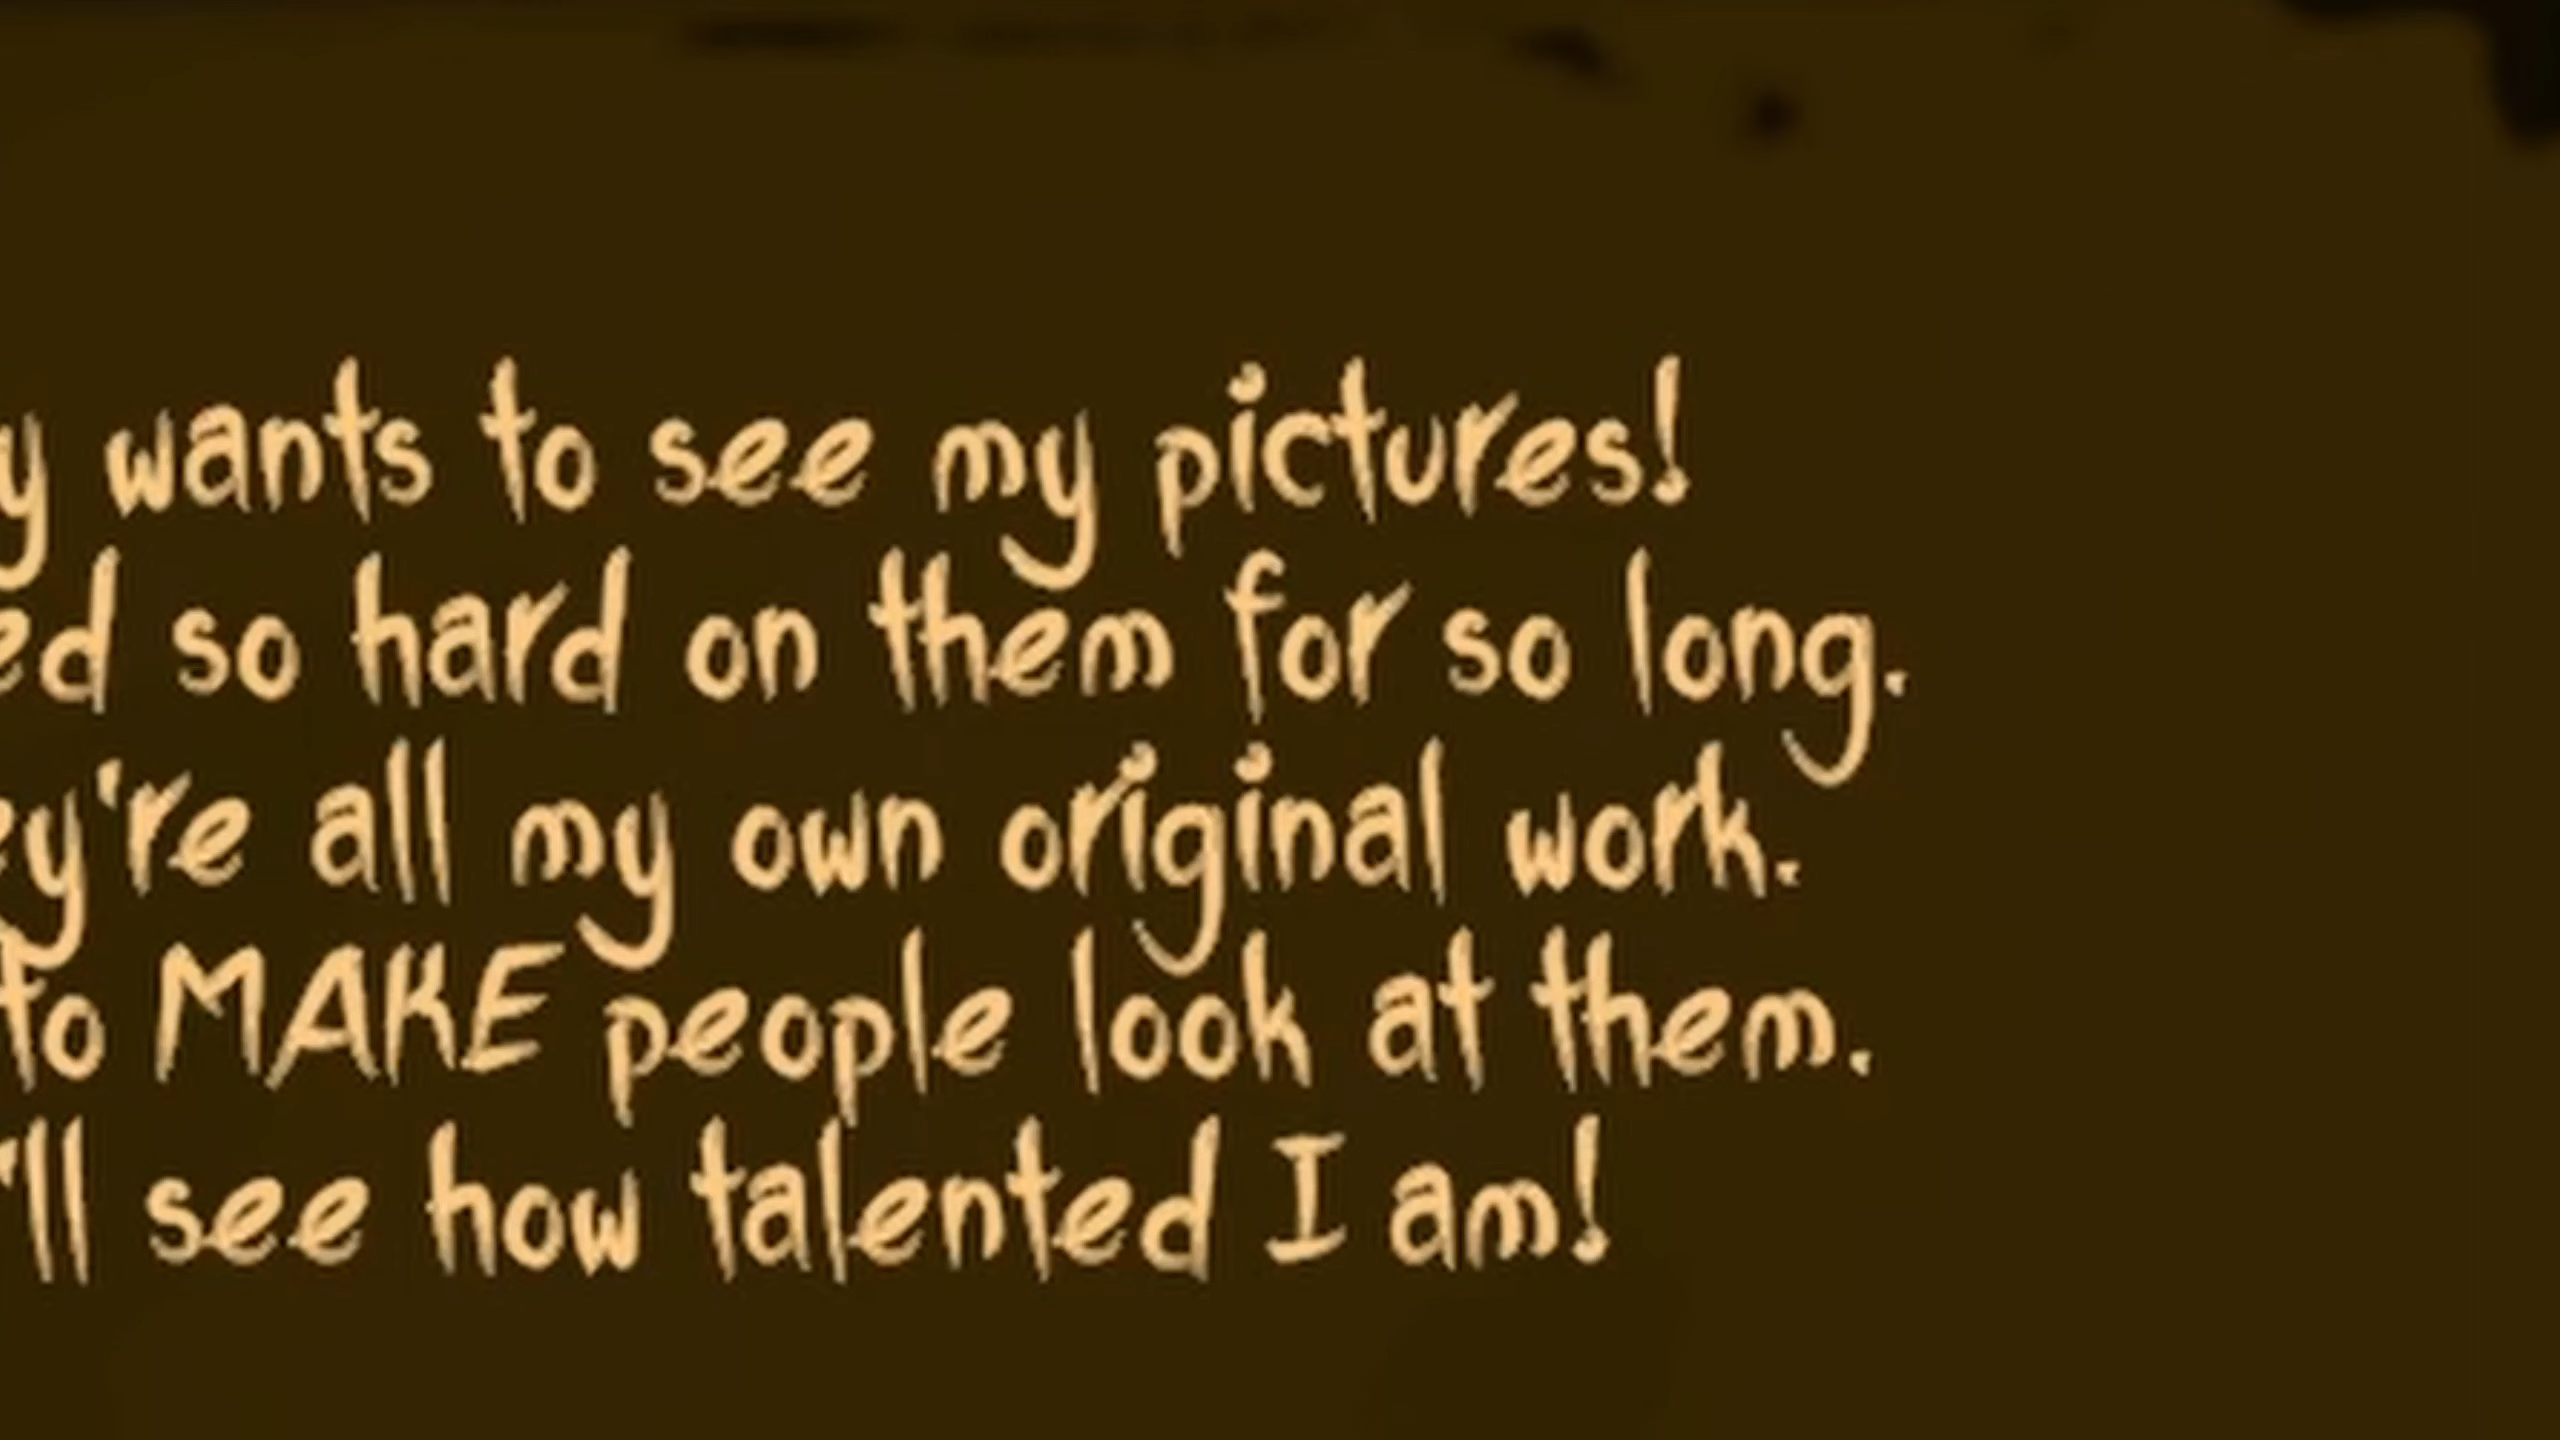 y wants to see my pictures!
ed so hard on them for so long.
ey're all my own original work.
to MAKE people look at them.
'll see how talented I am!